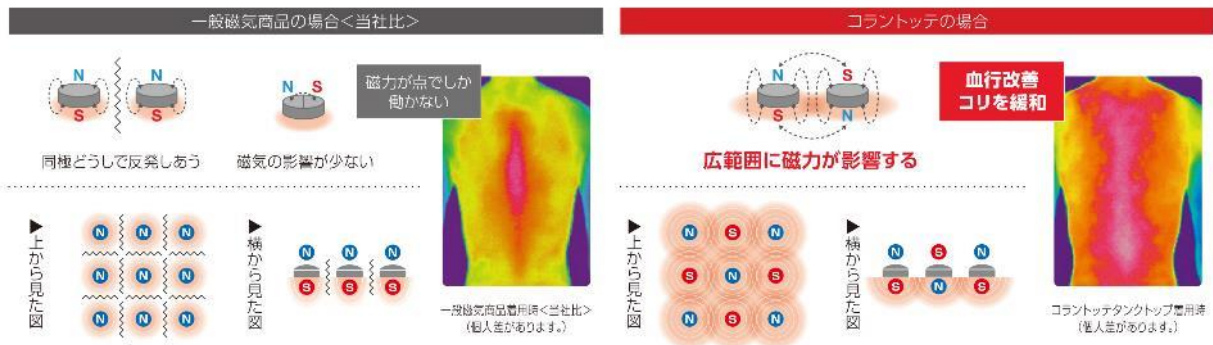 一般磁気商品の場合<当社比>
N N
S S
同極どうしで反発しあう
N S
磁気の影響が少ない
磁力が点でしか
働かない
▶上から見た図
N N N
N N N
N N N
▶横から見た図
N N N
S S S
一般磁気商品着用時<当社比>
(個人差があります。)
コラントッテの場合
N S
S N
広範囲に磁力が影響する
血行改善
コリを緩和
▶上から見た図
N S N
S N S
N S N
▶横から見た図
N S N
S N S
コラントッテタンクトップ着用時
(個人差があります。)